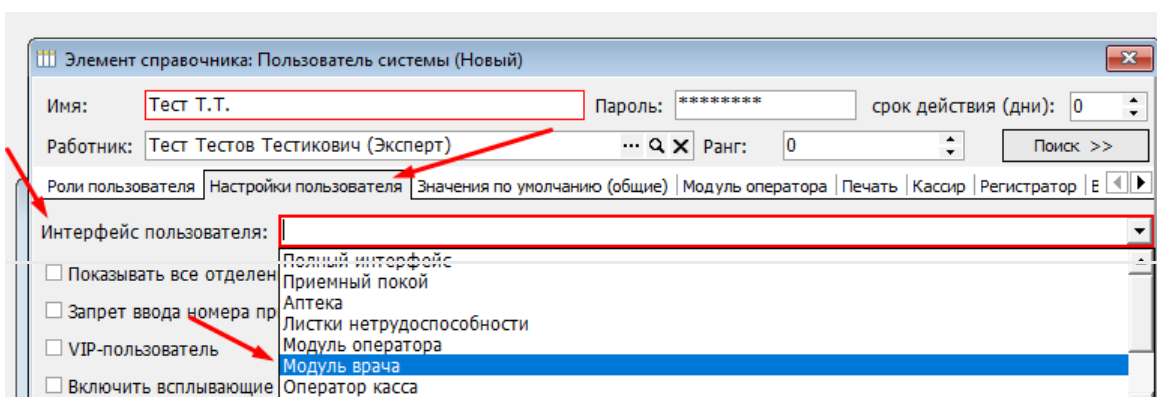 Элемент справочника: Пользователь системы (Новый)
Имя: Тест Т.Т. Пароль: ******** срок действия (дни): 0
Работник: Тест Тестов Тестикович (Эксперт) ... Ранг: 0 Поиск >>
Роли пользователя Настройки пользователя Значения по умолчанию (общие) Модуль оператора Печать Кассир Регистратор
Интерфейс пользователя:
Полный интерфейс
Показывать все отделен
Приемный покой
Аптека
Запрет ввода номера пр
Листки нетрудоспособности
Модуль оператора
VIP-пользователь
Модуль врача
Включить всплывающие Оператор касса